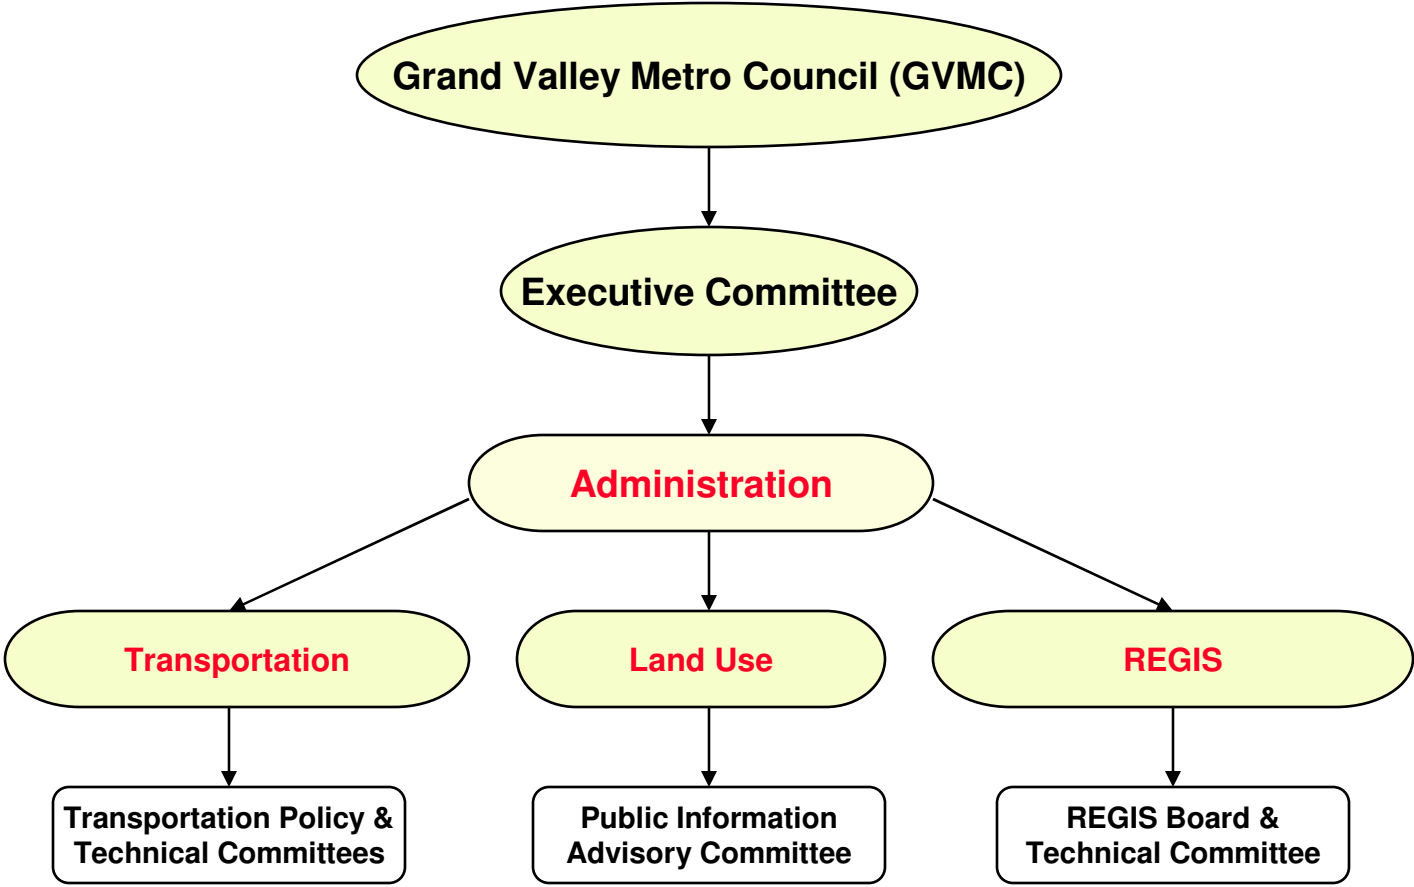 Grand Valley Metro Council (GVMC)
Executive Committee
Administration
Transportation
Land Use
REGIS
Transportation Policy &
Technical Committees
Public Information
Advisory Committee
REGIS Board &
Technical Committee